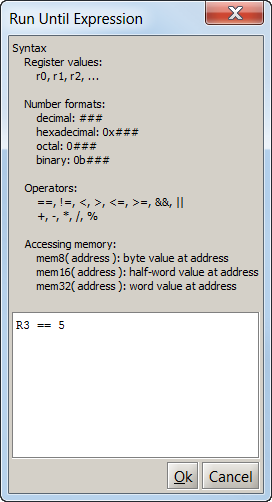 Run Until Expression
Syntax
Register values:
r0, r1, r2, ...
Number formats:
decimal: ###
hexadecimal: 0x###
octal: 0###
binary: 0b###
Operators:
==, !=, <, >, <=, >=, &&, ||
+, -, *, /, %
Accessing memory:
mem8( address ): byte value at address
mem16( address ): half-word value at address
mem32( address ): word value at address
R3 == 5
Ok Cancel